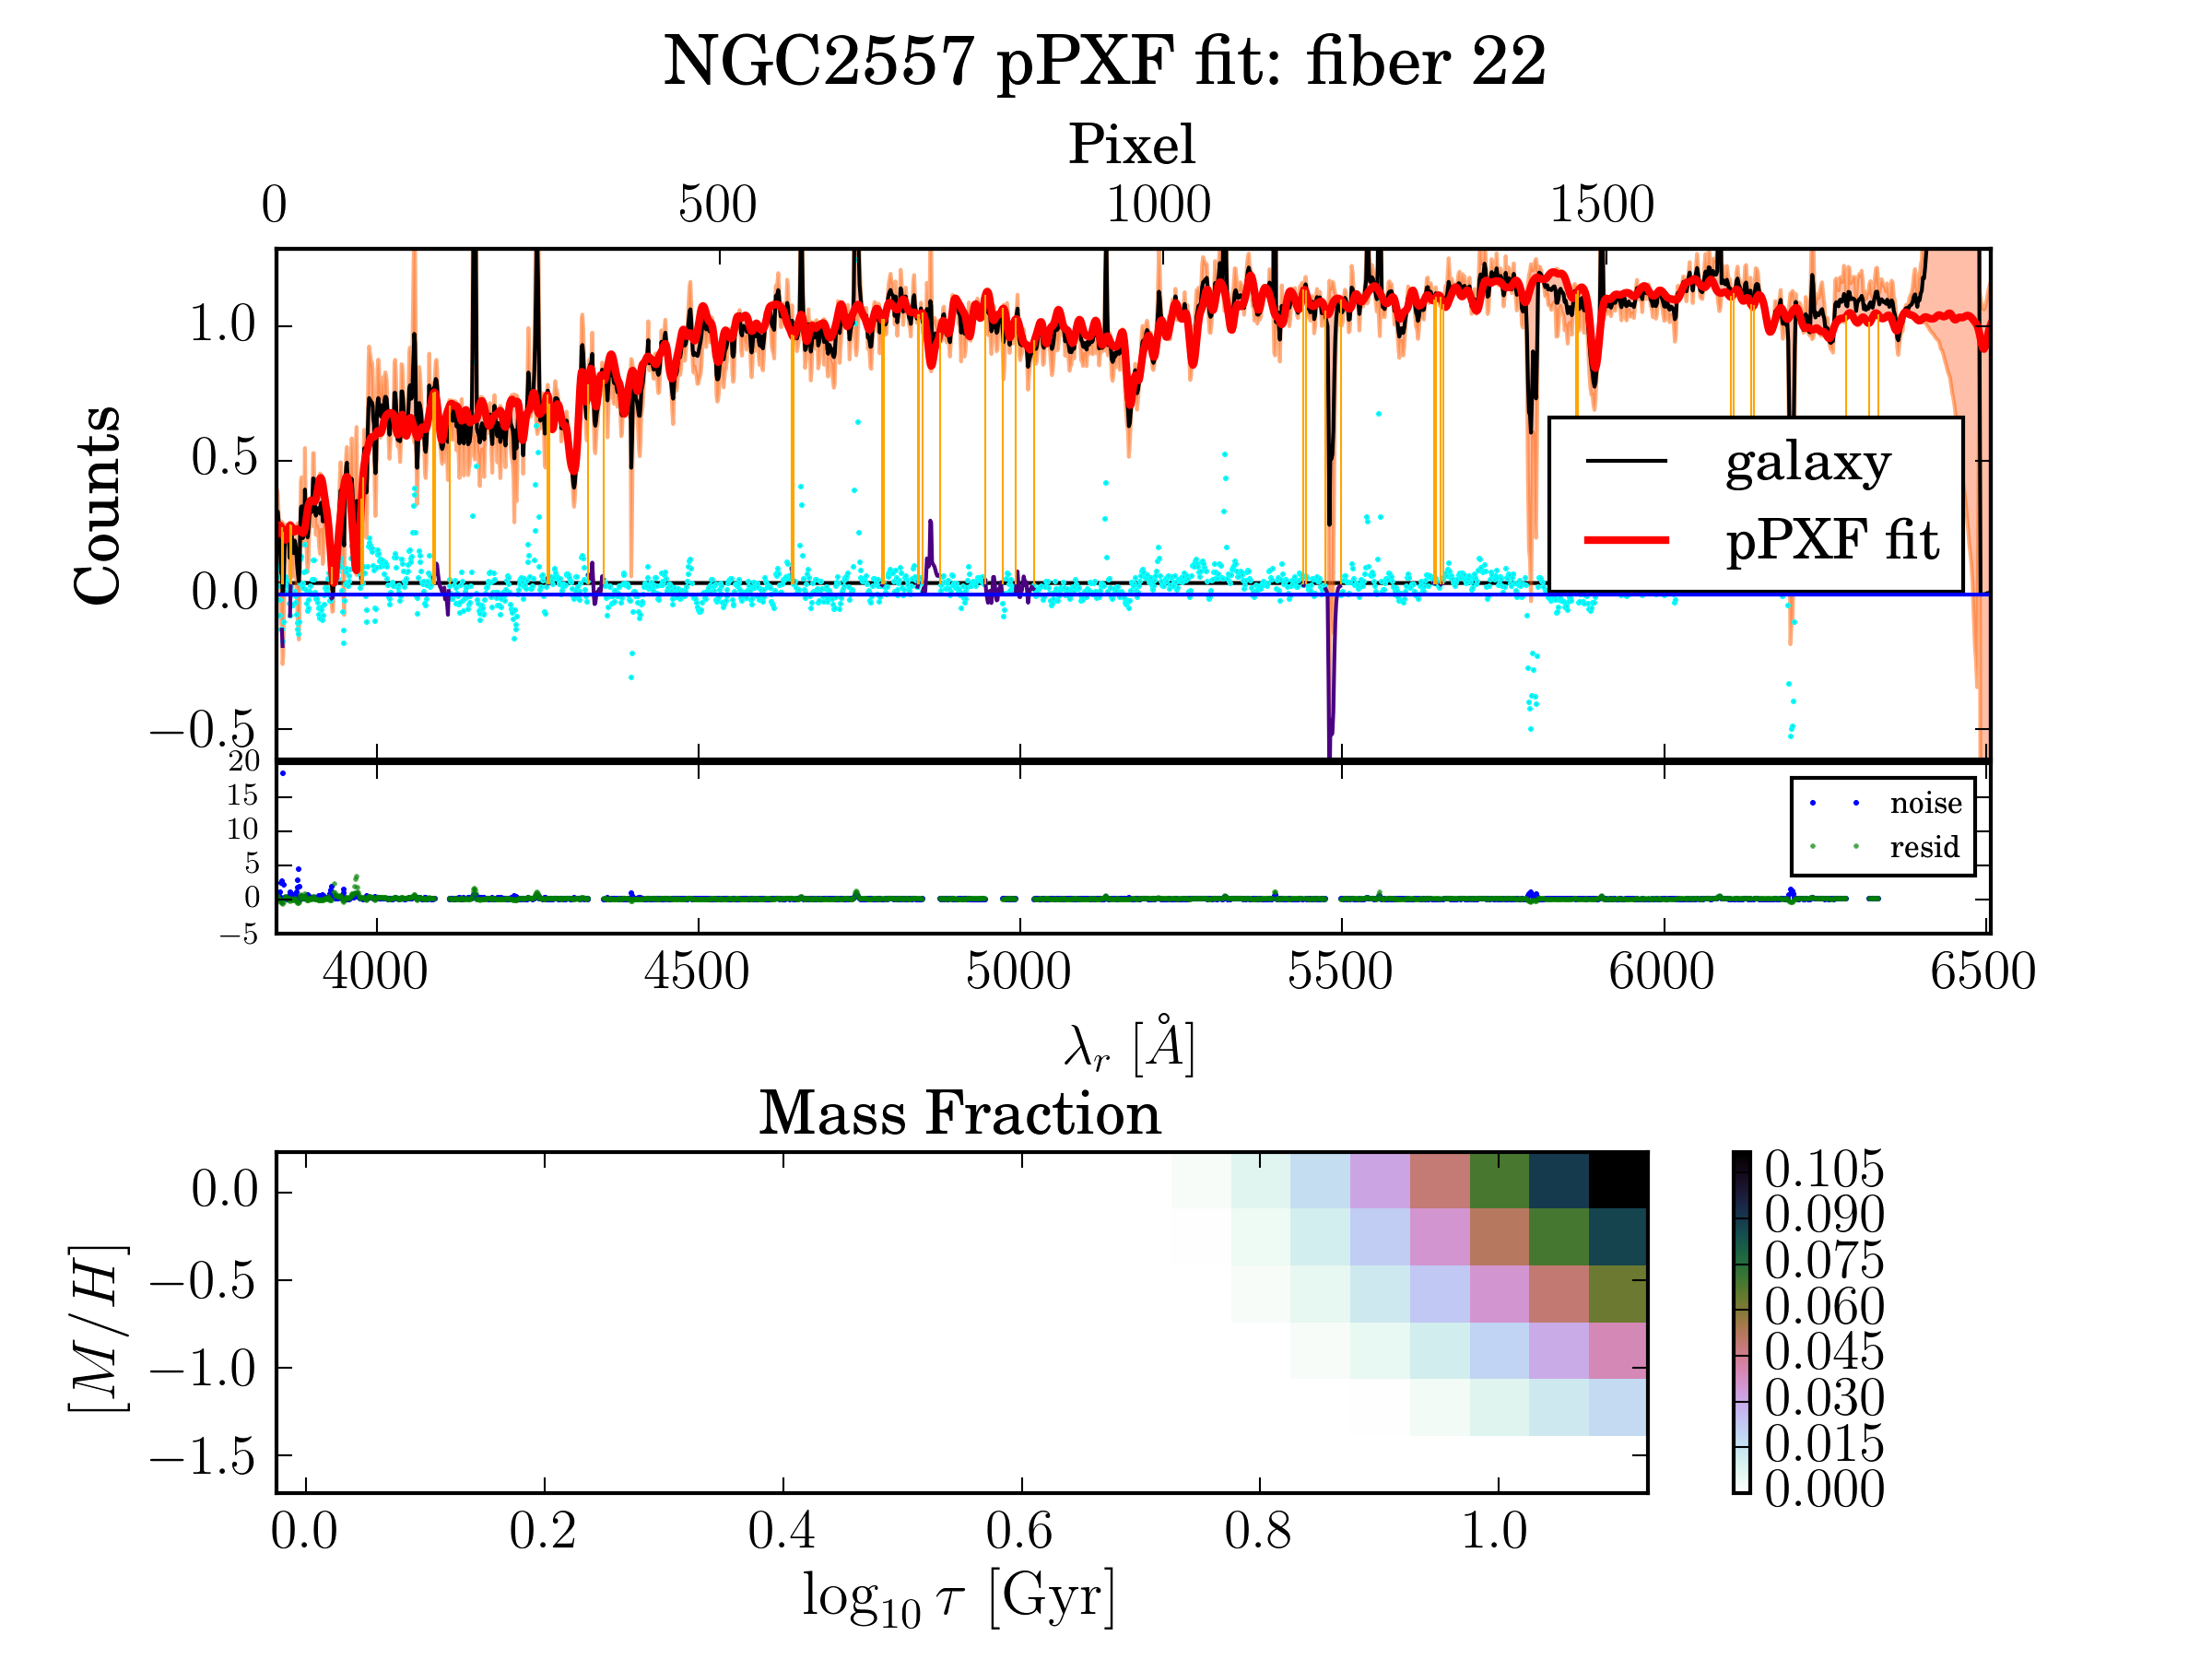 NGC2557 pPXF fit: fiber 22
Pixel
0 500 1000 1500
Counts
1.0
0.5
0.0
−0.5
galaxy
pPXF fit
20
15
10
5
0
−5
noise
resid
4000 4500 5000 5500 6000 6500
λr [Å]
Mass Fraction
[M/H]
0.0
−0.5
−1.0
−1.5
0.0 0.2 0.4 0.6 0.8 1.0
log10 τ [Gyr]
0.105
0.090
0.075
0.060
0.045
0.030
0.015
0.000